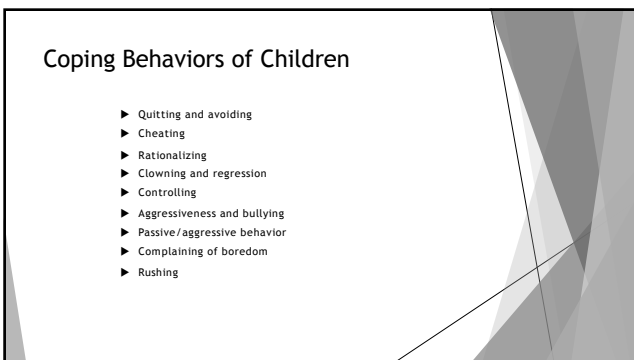 Coping Behaviors of Children
▶ Quitting and avoiding
▶ Cheating
▶ Rationalizing
▶ Clowning and regression
▶ Controlling
▶ Aggressiveness and bullying
▶ Passive/aggressive behavior
▶ Complaining of boredom
▶ Rushing